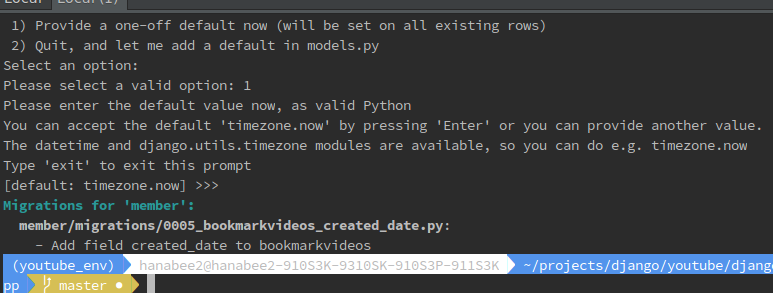 Local Local(1)
1) Provide a one-off default now (will be set on all existing rows)
2) Quit, and let me add a default in models.py
Select an option:
Please select a valid option: 1
Please enter the default value now, as valid Python
You can accept the default 'timezone.now' by pressing 'Enter' or you can provide another value.
The datetime and django.utils.timezone modules are available, so you can do e.g. timezone.now
Type 'exit' to exit this prompt
[default: timezone.now] >>>
Migrations for 'member':
member/migrations/0005_bookmarkvideos_created_date.py:
- Add field created_date to bookmarkvideos
(youtube_env) hanabee2@hanabee2-910S3K-9310SK-910S3P-911S3K ~/projects/django/youtube/djang
pp master